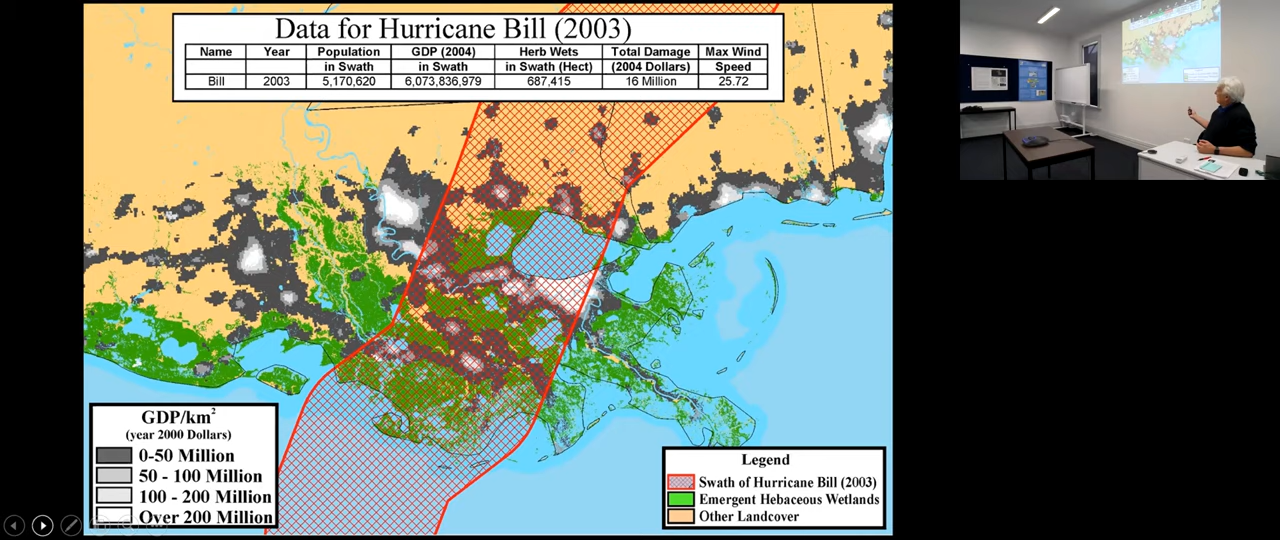 Data for Hurricane Bill (2003)
Name Year Population GDP (2004) Herb Wets Total Damage Max Wind
in Swath in Swath in Swath (Hect) (2004 Dollars) Speed
Bill 2003 5,170,620 6,073,836,979 687,415 16 Million 25.72
GDP/km2
(year 2000 Dollars)
0-50 Million
50 - 100 Million
100 - 200 Million
Over 200 Million
Legend
Swath of Hurricane Bill (2003)
Emergent Hebaceous Wetlands
Other Landcover